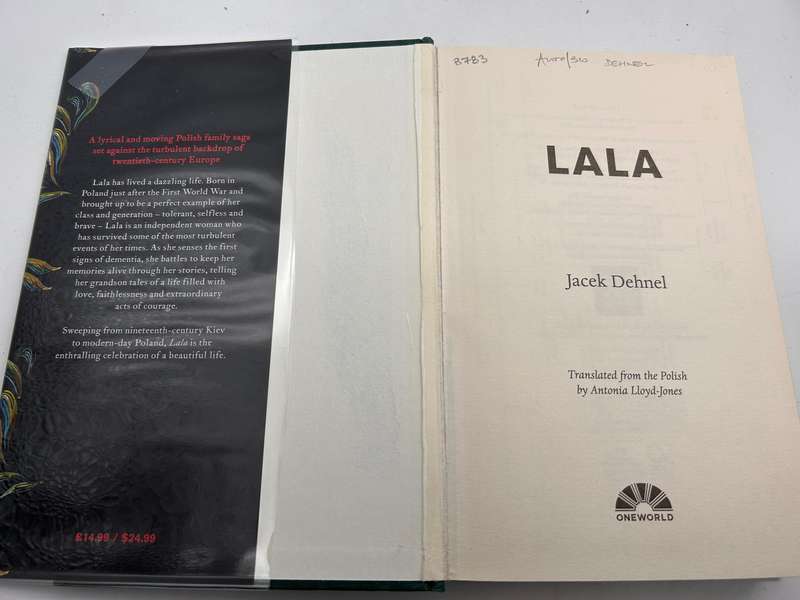 A lyrical and moving Polish family saga
set against the turbulent backdrop of
twentieth-century Europe
Lala has lived a dazzling life. Born in
Poland just after the First World War and
brought up to be a perfect example of her
class and generation – tolerant, selfless and
brave – Lala is an independent woman who
has survived some of the most turbulent
events of her times. As she senses the first
signs of dementia, she battles to keep her
memories alive through her stories, telling
her grandson tales of a life filled with
love, faithlessness and extraordinary
acts of courage.
Sweeping from nineteenth-century Kiev
to modern-day Poland, Lala is the
enthralling celebration of a beautiful life.
£14.99 / $24.99
8783 DEHNEL
LALA
Jacek Dehnel
Translated from the Polish
by Antonia Lloyd-Jones
ONEWORLD